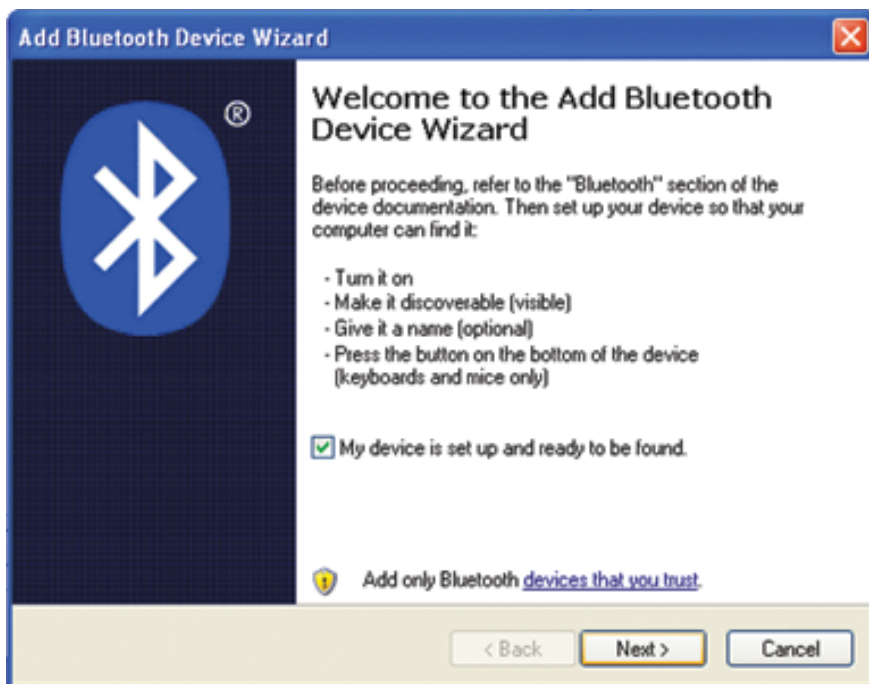 Add Bluetooth Device Wizard
®
Welcome to the Add Bluetooth
Device Wizard
Before proceeding, refer to the "Bluetooth" section of the
device documentation. Then set up your device so that your
computer can find it:
- Turn it on
- Make it discoverable (visible)
- Give it a name (optional)
- Press the button on the bottom of the device
(keyboards and mice only)
My device is set up and ready to be found.
Add only Bluetooth devices that you trust.
< Back Next > Cancel